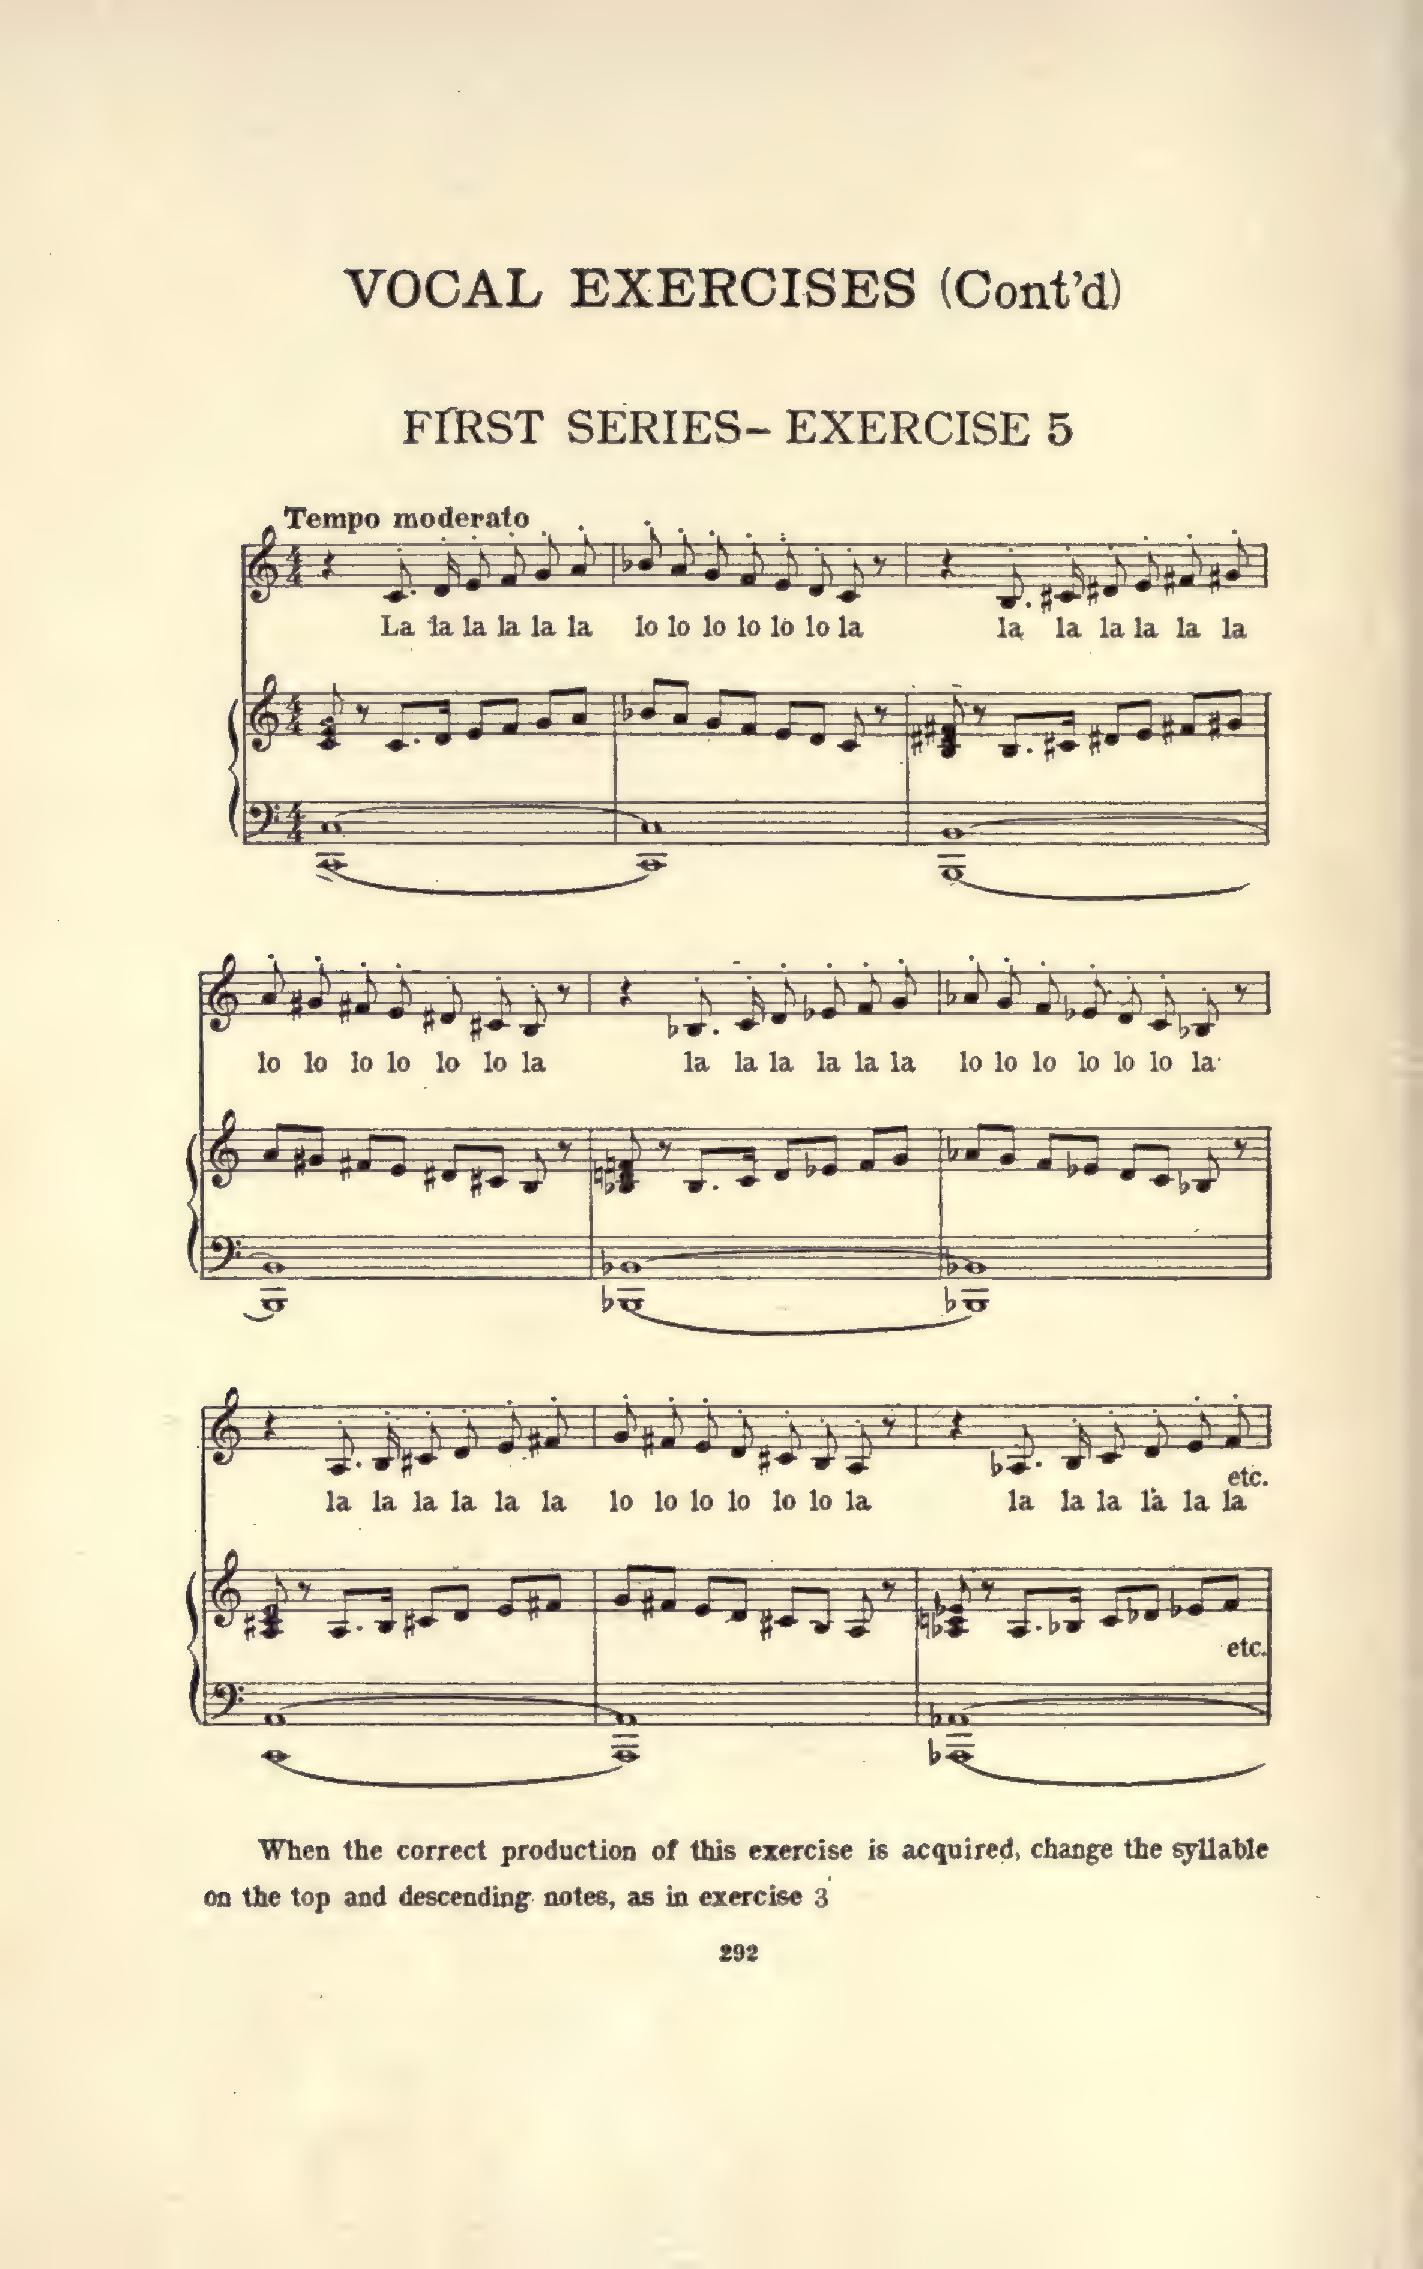 VOCAL EXERCISES (Cont'd)
FIRST SERIES– EXERCISE 5
Tempo moderato
La la la la la la lo lo lo lo lo lo la la la la la la la
lo lo lo lo lo lo la la la la la la la lo lo lo lo lo lo la
la la la la la la lo lo lo lo lo lo la la la la la la la
etc.
etc.
When the correct production of this exercise is acquired, change the syllable
on the top and descending notes, as in exercise 3
292